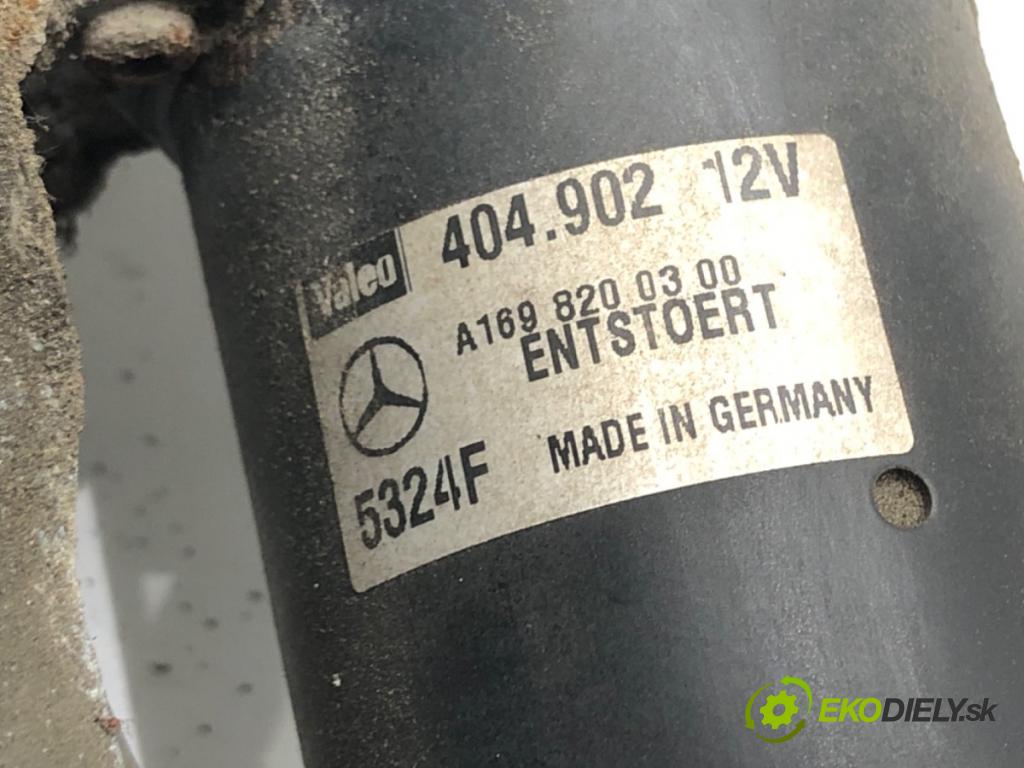 404.902 12V
Valeo
A169 820 03 00
ENTSTOERT
5324F MADE IN GERMANY
EKODIELY.sk